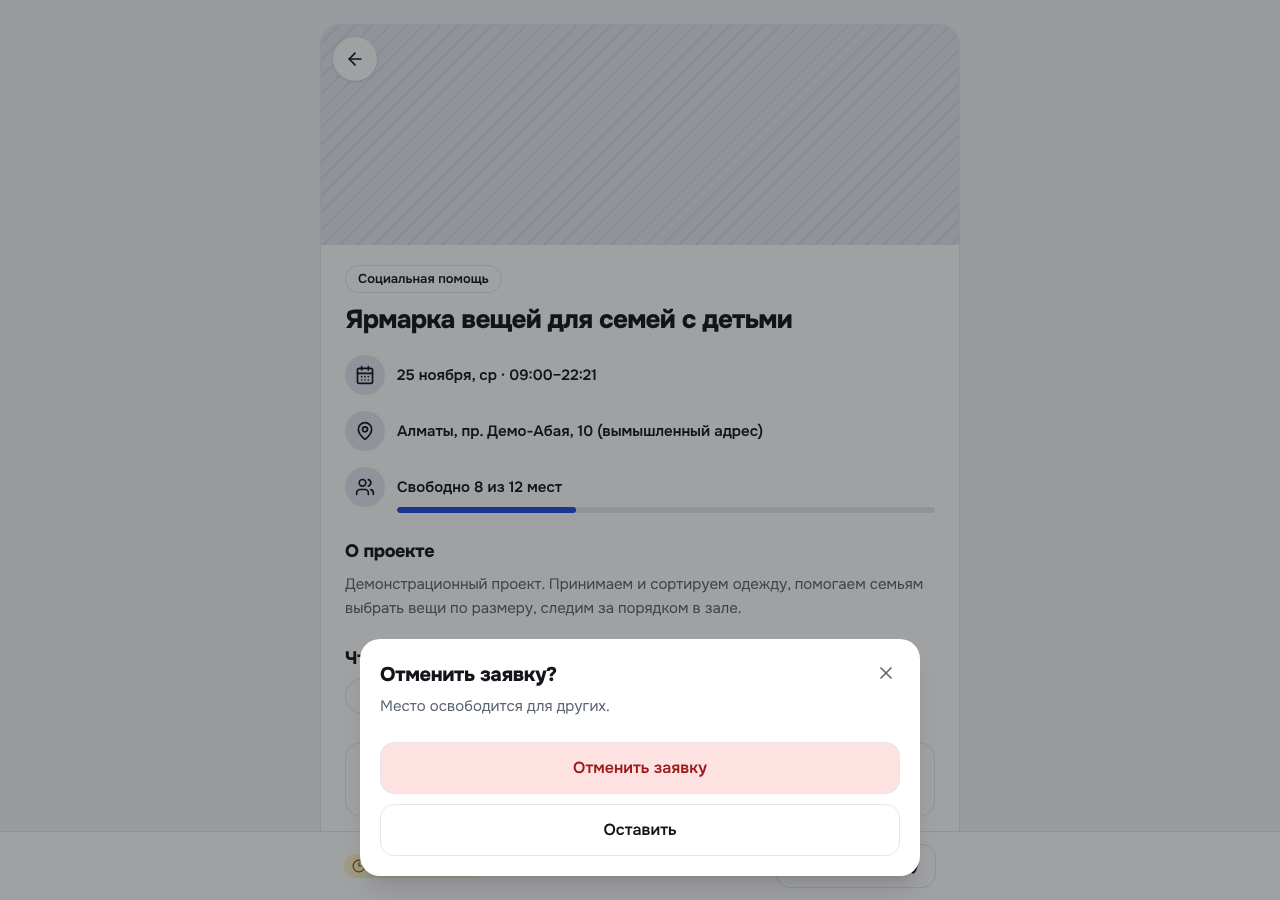 Социальная помощь
Ярмарка вещей для семей с детьми
25 ноября, ср · 09:00–22:21
Алматы, пр. Демо-Абая, 10 (вымышленный адрес)
Свободно 8 из 12 мест
О проекте
Демонстрационный проект. Принимаем и сортируем одежду, помогаем семьям
выбрать вещи по размеру, следим за порядком в зале.
Отменить заявку?
Место освободится для других.
Отменить заявку
Оставить